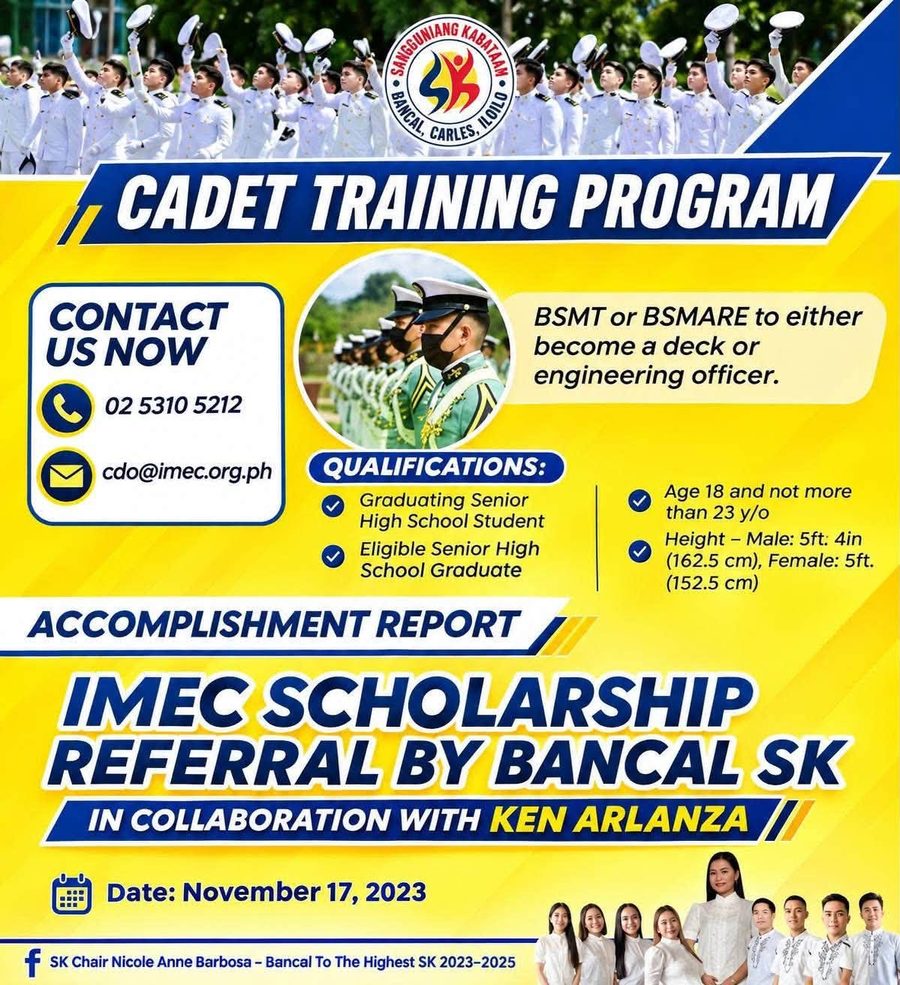 SANGGUNIANG KABATAAN
BANCAL, CARLES, ILOILO
SK
CADET TRAINING PROGRAM
CONTACT
US NOW
02 5310 5212
cdo@imec.org.ph
BSMT or BSMARE to either
become a deck or
engineering officer.
QUALIFICATIONS:
Graduating Senior
High School Student
Eligible Senior High
School Graduate
Age 18 and not more
than 23 y/o
Height – Male: 5ft. 4in
(162.5 cm), Female: 5ft.
(152.5 cm)
ACCOMPLISHMENT REPORT
IMEC SCHOLARSHIP
REFERRAL BY BANCAL SK
IN COLLABORATION WITH KEN ARLANZA
Date: November 17, 2023
SK Chair Nicole Anne Barbosa – Bancal To The Highest SK 2023–2025